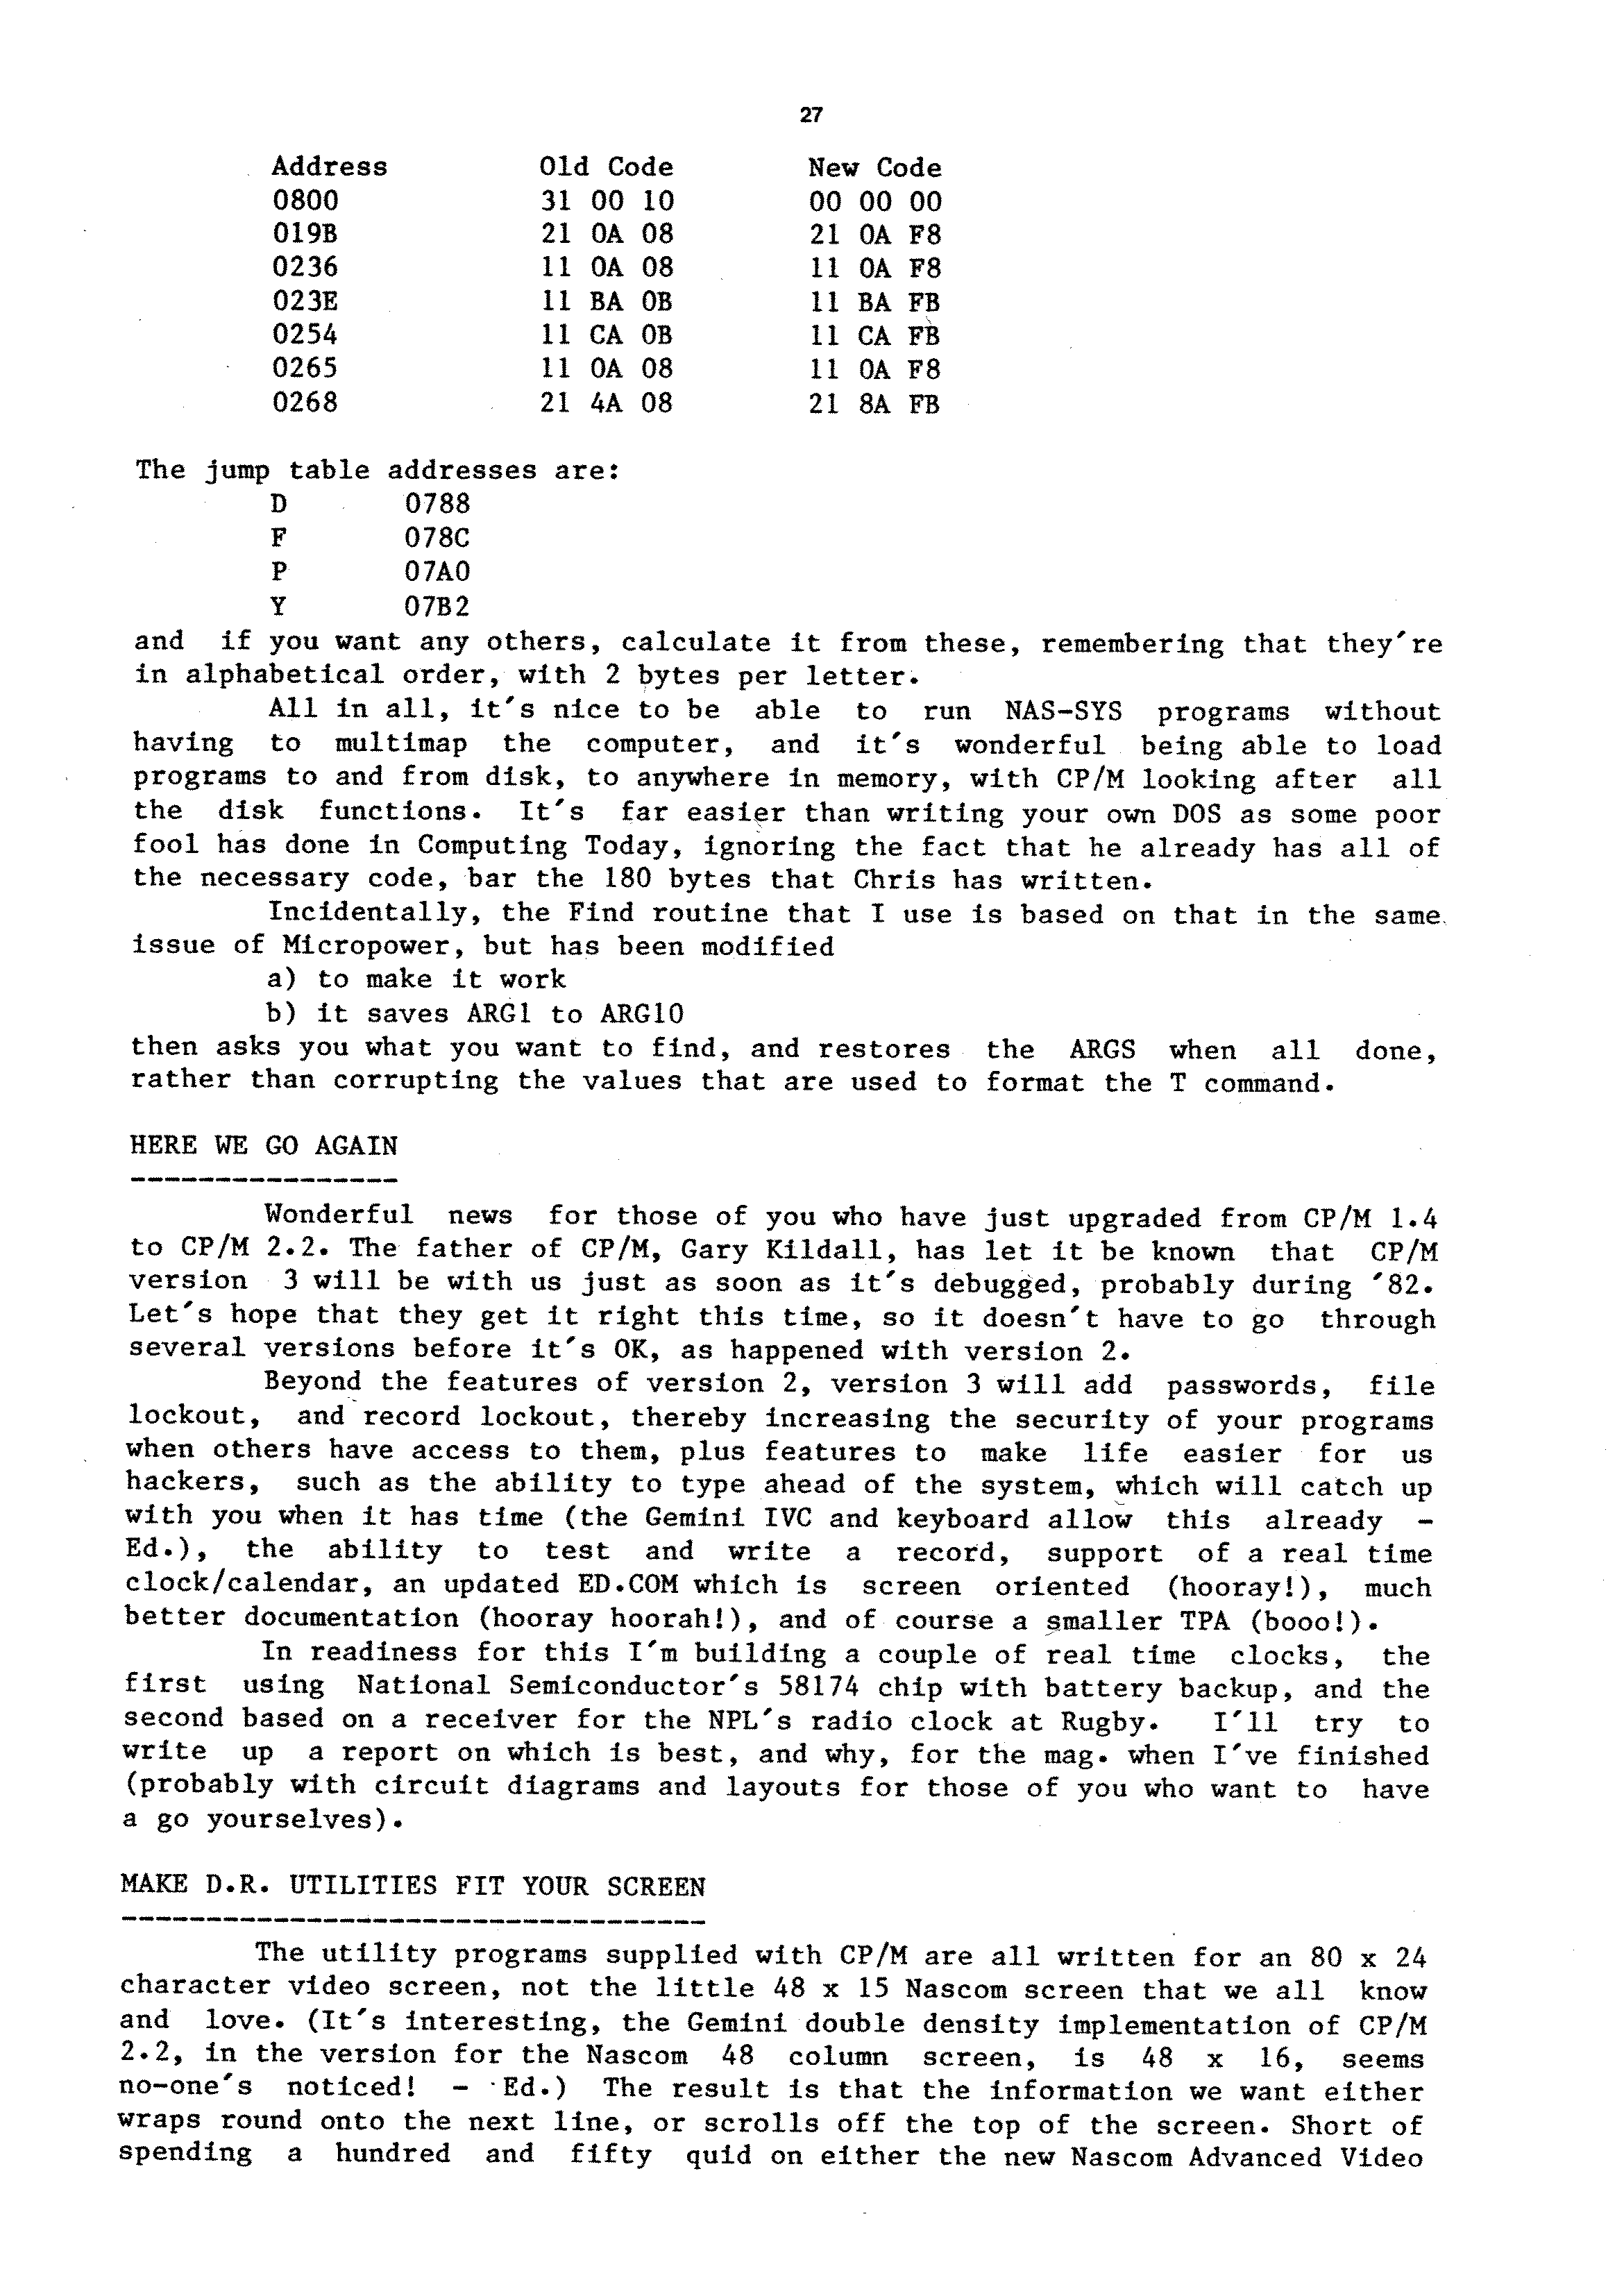 27
Address Old Code New Code
0800 31 00 10 00 00 00
019B 21 0A 08 21 0A F8
0236 11 0A 08 11 0A F8
023E 11 BA 0B 11 BA FB
0254 11 CA 0B 11 CA FB
0265 11 0A 08 11 0A F8
0268 21 4A 08 21 8A FB
The jump table addresses are:
D 0788
F 078C
P 07A0
Y 07B2
and if you want any others, calculate it from these, remembering that they're
in alphabetical order, with 2 bytes per letter.
All in all, it's nice to be able to run NAS-SYS programs without
having to multimap the computer, and it's wonderful being able to load
programs to and from disk, to anywhere in memory, with CP/M looking after all
the disk functions. It's far easier than writing your own DOS as some poor
fool has done in Computing Today, ignoring the fact that he already has all of
the necessary code, bar the 180 bytes that Chris has written.
Incidentally, the Find routine that I use is based on that in the same
issue of Micropower, but has been modified
a) to make it work
b) it saves ARG1 to ARG10
then asks you what you want to find, and restores the ARGS when all done,
rather than corrupting the values that are used to format the T command.
HERE WE GO AGAIN
----------------
Wonderful news for those of you who have just upgraded from CP/M 1.4
to CP/M 2.2. The father of CP/M, Gary Kildall, has let it be known that CP/M
version 3 will be with us just as soon as it's debugged, probably during '82.
Let's hope that they get it right this time, so it doesn't have to go through
several versions before it's OK, as happened with version 2.
Beyond the features of version 2, version 3 will add passwords, file
lockout, and record lockout, thereby increasing the security of your programs
when others have access to them, plus features to make life easier for us
hackers, such as the ability to type ahead of the system, which will catch up
with you when it has time (the Gemini IVC and keyboard allow this already -
Ed.), the ability to test and write a record, support of a real time
clock/calendar, an updated ED.COM which is screen oriented (hooray!), much
better documentation (hooray hoorah!), and of course a smaller TPA (booo!).
In readiness for this I'm building a couple of real time clocks, the
first using National Semiconductor's 58174 chip with battery backup, and the
second based on a receiver for the NPL's radio clock at Rugby. I'll try to
write up a report on which is best, and why, for the mag. when I've finished
(probably with circuit diagrams and layouts for those of you who want to have
a go yourselves).
MAKE D.R. UTILITIES FIT YOUR SCREEN
-----------------------------------
The utility programs supplied with CP/M are all written for an 80 x 24
character video screen, not the little 48 x 15 Nascom screen that we all know
and love. (It's interesting, the Gemini double density implementation of CP/M
2.2, in the version for the Nascom 48 column screen, is 48 x 16, seems
no-one's noticed! - Ed.) The result is that the information we want either
wraps round onto the next line, or scrolls off the top of the screen. Short of
spending a hundred and fifty quid on either the new Nascom Advanced Video